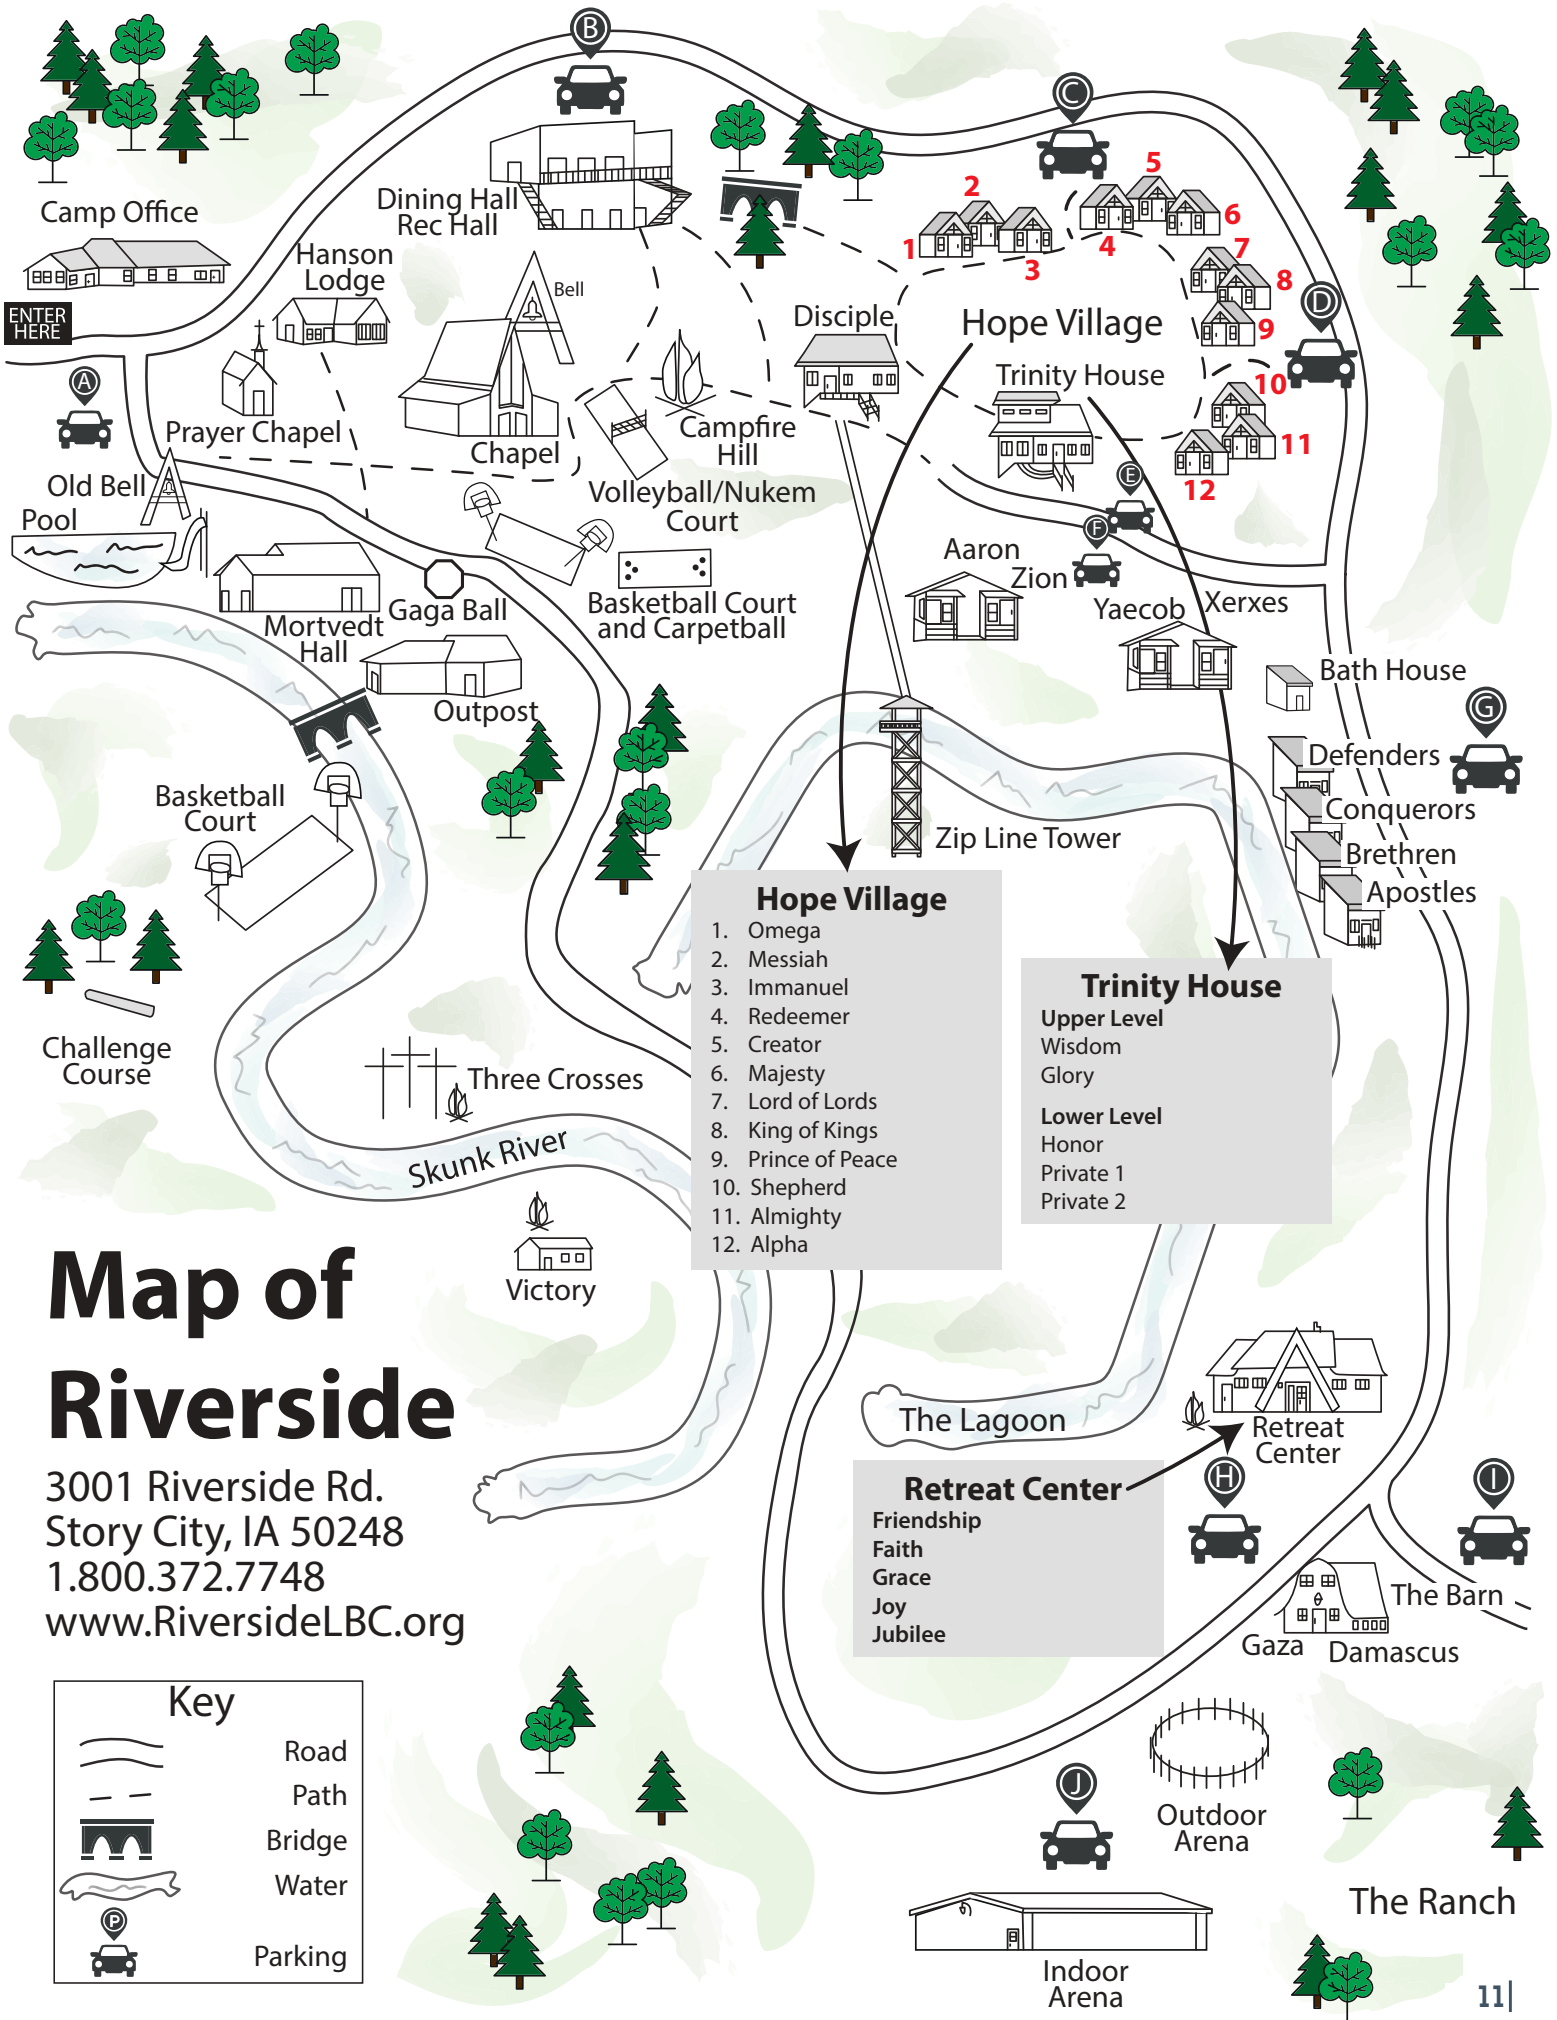 B
C
5
2
6
Camp Office
Dining Hall
Rec Hall
1
4
3
7
8
Hanson
Lodge
Bell
D
ENTER
HERE
Disciple
Hope Village
9
A
Trinity House
10
Prayer Chapel
Chapel
Campfire
Hill
11
Old Bell
E
12
Volleyball/Nukem
Court
Pool
F
Aaron
Zion
Gaga Ball
Basketball Court
and Carpetball
Yaecob
Xerxes
Mortvedt
Hall
Bath House
Outpost
G
Defenders
Basketball
Court
Conquerors
Zip Line Tower
Brethren
Apostles
Hope Village
1. Omega
2. Messiah
3. Immanuel
4. Redeemer
5. Creator
6. Majesty
7. Lord of Lords
8. King of Kings
9. Prince of Peace
10. Shepherd
11. Almighty
12. Alpha
Trinity House
Upper Level
Wisdom
Glory
Lower Level
Honor
Private 1
Private 2
Challenge
Course
Three Crosses
Skunk River
Victory
Map of
Riverside
3001 Riverside Rd.
Story City, IA 50248
1.800.372.7748
www.RiversideLBC.org
The Lagoon
Retreat
Center
Retreat Center
Friendship
Faith
Grace
Joy
Jubilee
H
I
The Barn
Gaza
Damascus
Key
Road
Path
Bridge
Water
P
Parking
J
Outdoor
Arena
The Ranch
Indoor
Arena
11|